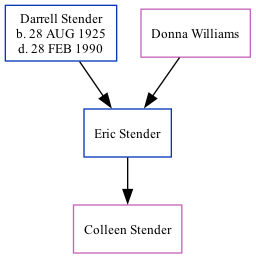 Darrell Stender
b. 28 AUG 1925
d. 28 FEB 1990
Donna Williams
Eric Stender
Colleen Stender